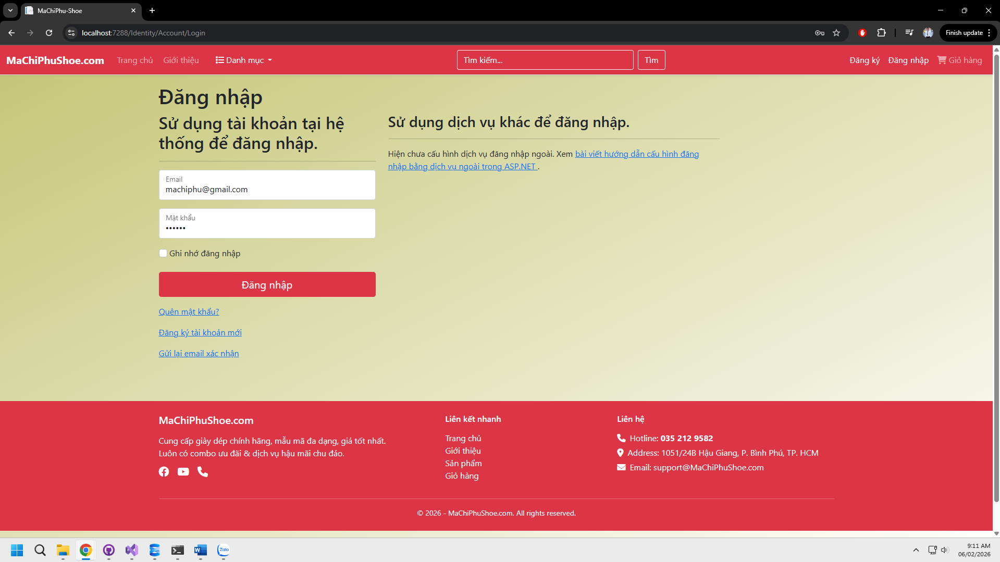 MaChiPhu-Shoe
localhost:7288/Identity/Account/Login
Finish update
MaChiPhuShoe.com
Trang chủ
Giới thiệu
Danh mục
Tìm kiếm...
Tìm
Đăng ký
Đăng nhập
Giỏ hàng
Đăng nhập
Sử dụng tài khoản tại hệ
thống để đăng nhập.
Email
machiphu@gmail.com
Mật khẩu
••••••
Ghi nhớ đăng nhập
Đăng nhập
Quên mật khẩu?
Đăng ký tài khoản mới
Gửi lại email xác nhận
Sử dụng dịch vụ khác để đăng nhập.
Hiện chưa cấu hình dịch vụ đăng nhập ngoài. Xem bài viết hướng dẫn cấu hình đăng
nhập bằng dịch vụ ngoài trong ASP.NET .
MaChiPhuShoe.com
Cung cấp giày dép chính hãng, mẫu mã đa dạng, giá tốt nhất.
Luôn có combo ưu đãi & dịch vụ hậu mãi chu đáo.
Liên kết nhanh
Trang chủ
Giới thiệu
Sản phẩm
Giỏ hàng
Liên hệ
Hotline: 035 212 9582
Address: 1051/24B Hậu Giang, P. Bình Phú, TP. HCM
Email: support@MaChiPhuShoe.com
© 2026 - MaChiPhuShoe.com. All rights reserved.
Zalo
9:11 AM
06/02/2026